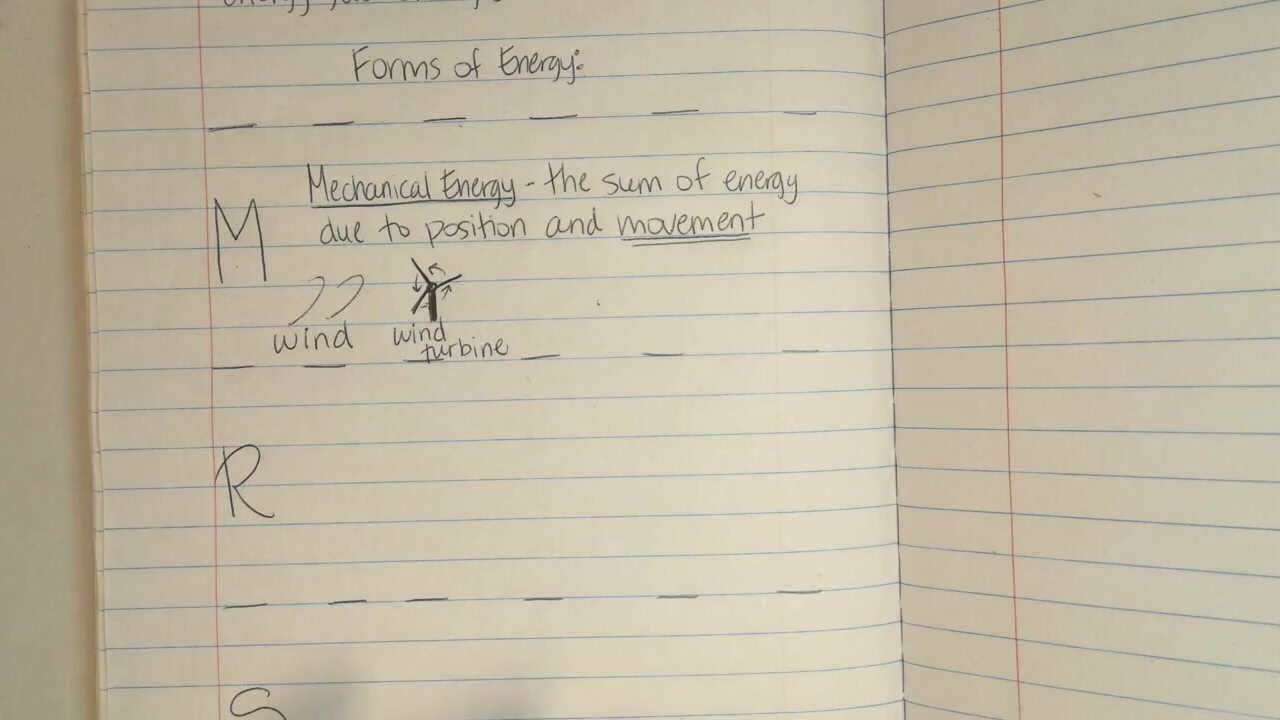 Forms of Energy:
Mechanical Energy - the sum of energy
M
due to position and movement
wind
wind
turbine
R
S